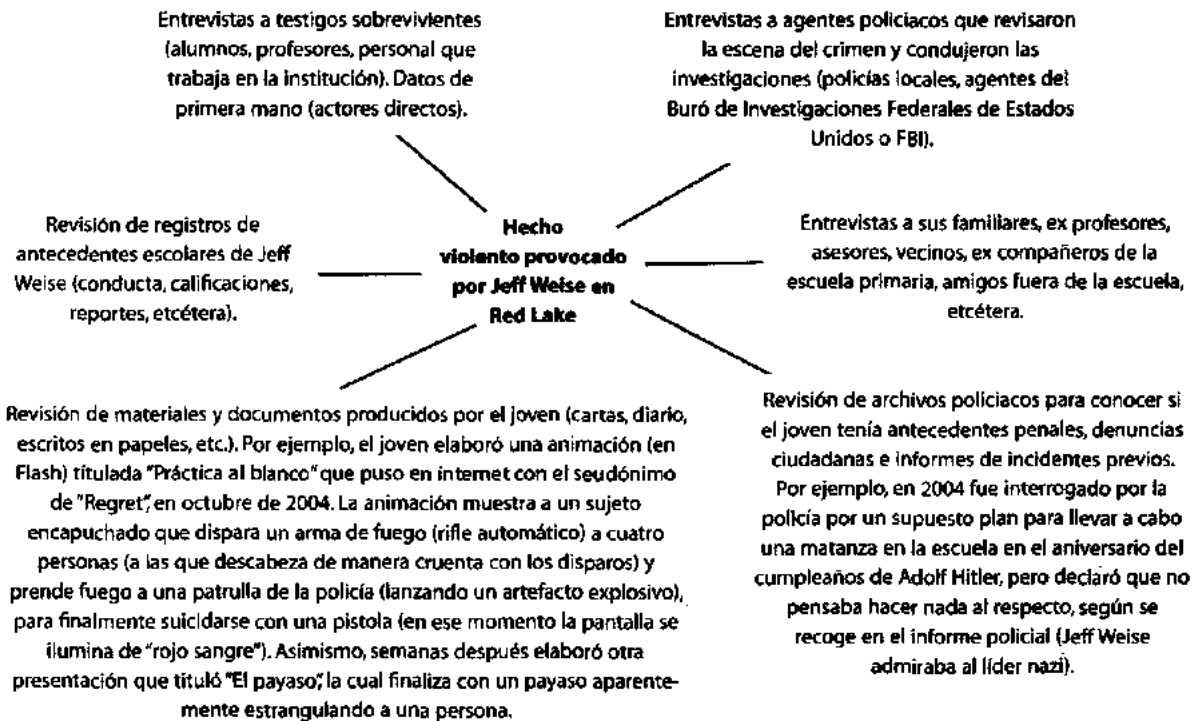 Entrevistas a testigos sobrevivientes
(alumnos, profesores, personal que
trabaja en la institución). Datos de
primera mano (actores directos).
Entrevistas a agentes policiacos que revisaron
la escena del crimen y condujeron las
investigaciones (policías locales, agentes del
Buró de Investigaciones Federales de Estados
Unidos o FBI).
Revisión de registros de
antecedentes escolares de Jeff
Weise (conducta, calificaciones,
reportes, etcétera).
Hecho
violento provocado
por Jeff Weise en
Red Lake
Entrevistas a sus familiares, ex profesores,
asesores, vecinos, ex compañeros de la
escuela primaria, amigos fuera de la escuela,
etcétera.
Revisión de materiales y documentos producidos por el joven (cartas, diario,
escritos en papeles, etc.). Por ejemplo, el joven elaboró una animación (en
Flash) titulada "Práctica al blanco" que puso en internet con el seudónimo
de "Regret", en octubre de 2004. La animación muestra a un sujeto
encapuchado que dispara un arma de fuego (rifle automático) a cuatro
personas (a las que descabeza de manera cruenta con los disparos) y
prende fuego a una patrulla de la policía (lanzando un artefacto explosivo),
para finalmente suicidarse con una pistola (en ese momento la pantalla se
ilumina de "rojo sangre"). Asimismo, semanas después elaboró otra
presentación que tituló "El payaso", la cual finaliza con un payaso aparente-
mente estrangulando a una persona.
Revisión de archivos policiacos para conocer si
el joven tenía antecedentes penales, denuncias
ciudadanas e informes de incidentes previos.
Por ejemplo, en 2004 fue interrogado por la
policía por un supuesto plan para llevar a cabo
una matanza en la escuela en el aniversario del
cumpleaños de Adolf Hitler, pero declaró que no
pensaba hacer nada al respecto, según se
recoge en el informe policial (Jeff Weise
admiraba al líder nazi).